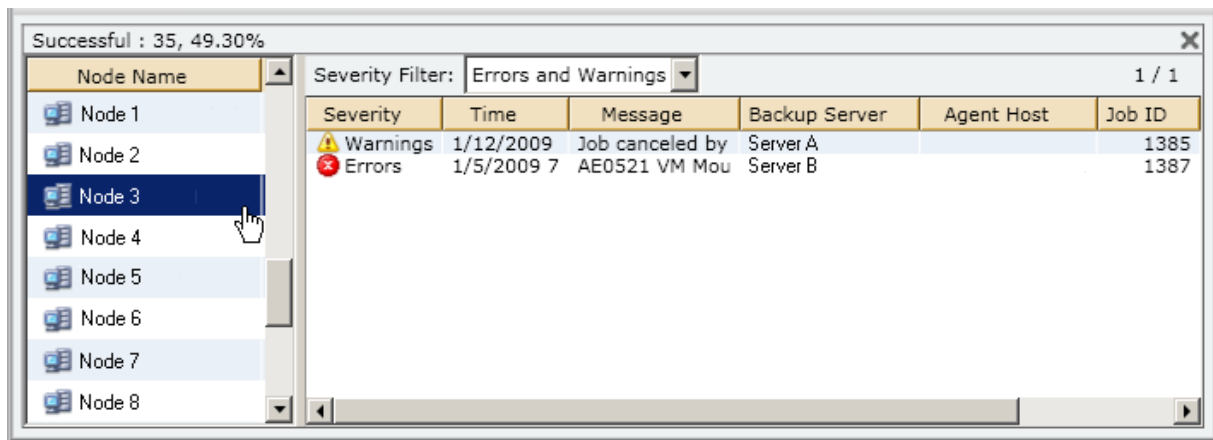 Successful : 35, 49.30%
Node Name
Node 1
Node 2
Node 3
Node 4
Node 5
Node 6
Node 7
Node 8
Severity Filter: Errors and Warnings 1 / 1
Severity Time Message Backup Server Agent Host Job ID
Warnings 1/12/2009 Job canceled by Server A 1385
Errors 1/5/2009 7 AE0521 VM Mou Server B 1387